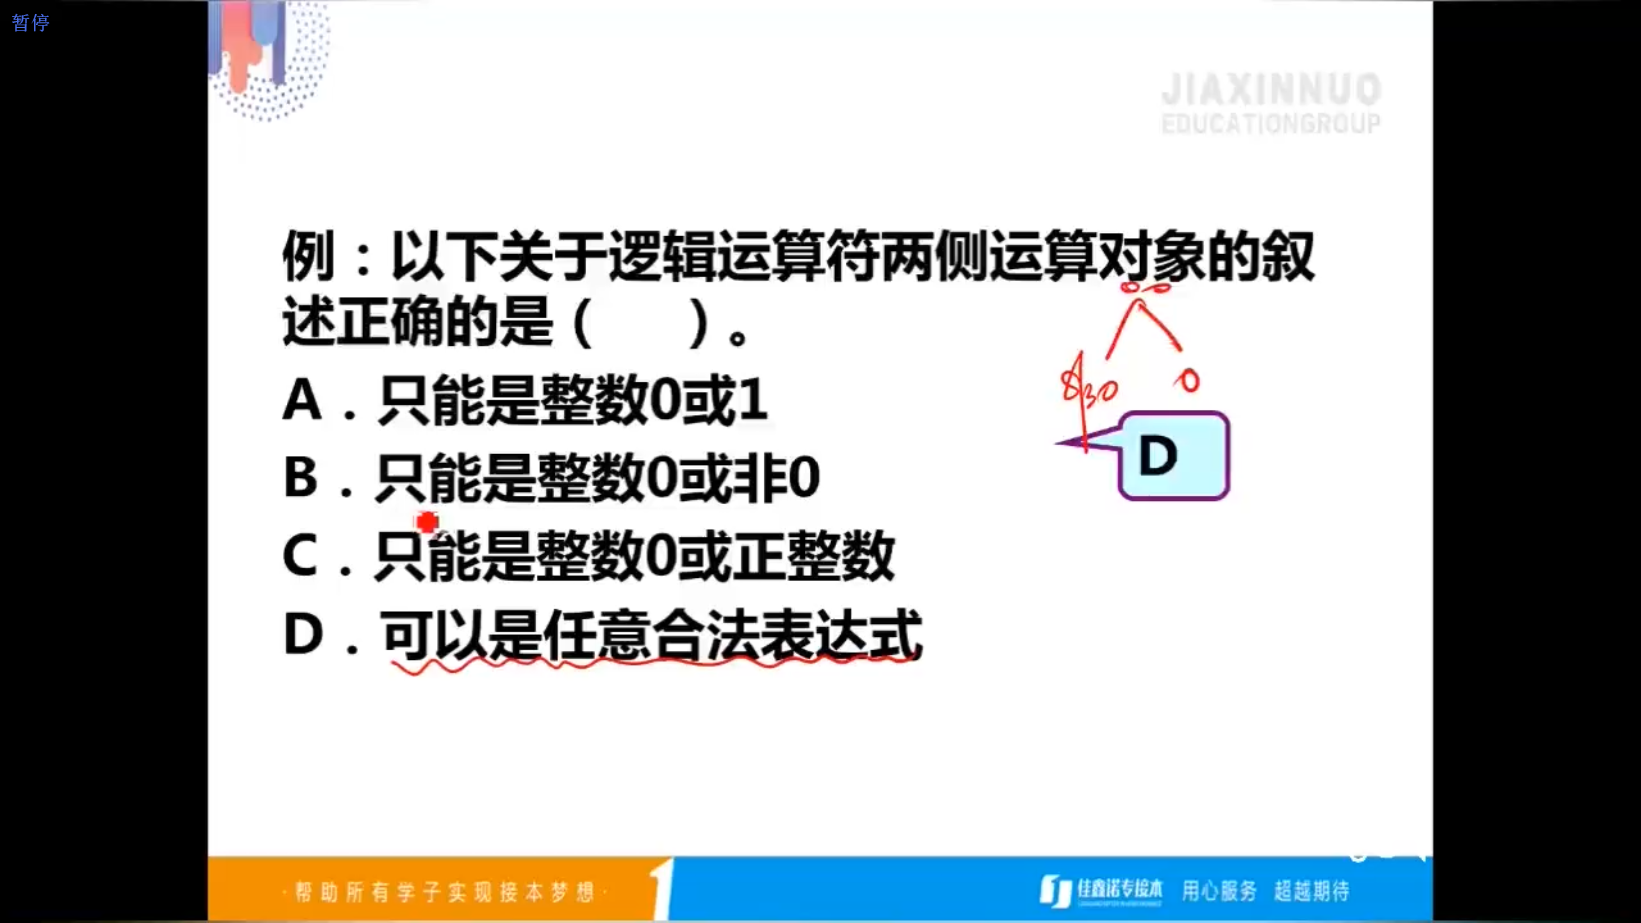 暂停
JIAXINNUO
EDUCATIONGROUP
例：以下关于逻辑运算符两侧运算对象的叙
述正确的是（　　）。
A．只能是整数0或1
B．只能是整数0或非0
C．只能是整数0或正整数
D．可以是任意合法表达式
0
D
·帮助所有学子实现接本梦想·
佳鑫诺专接本
用心服务 超越期待